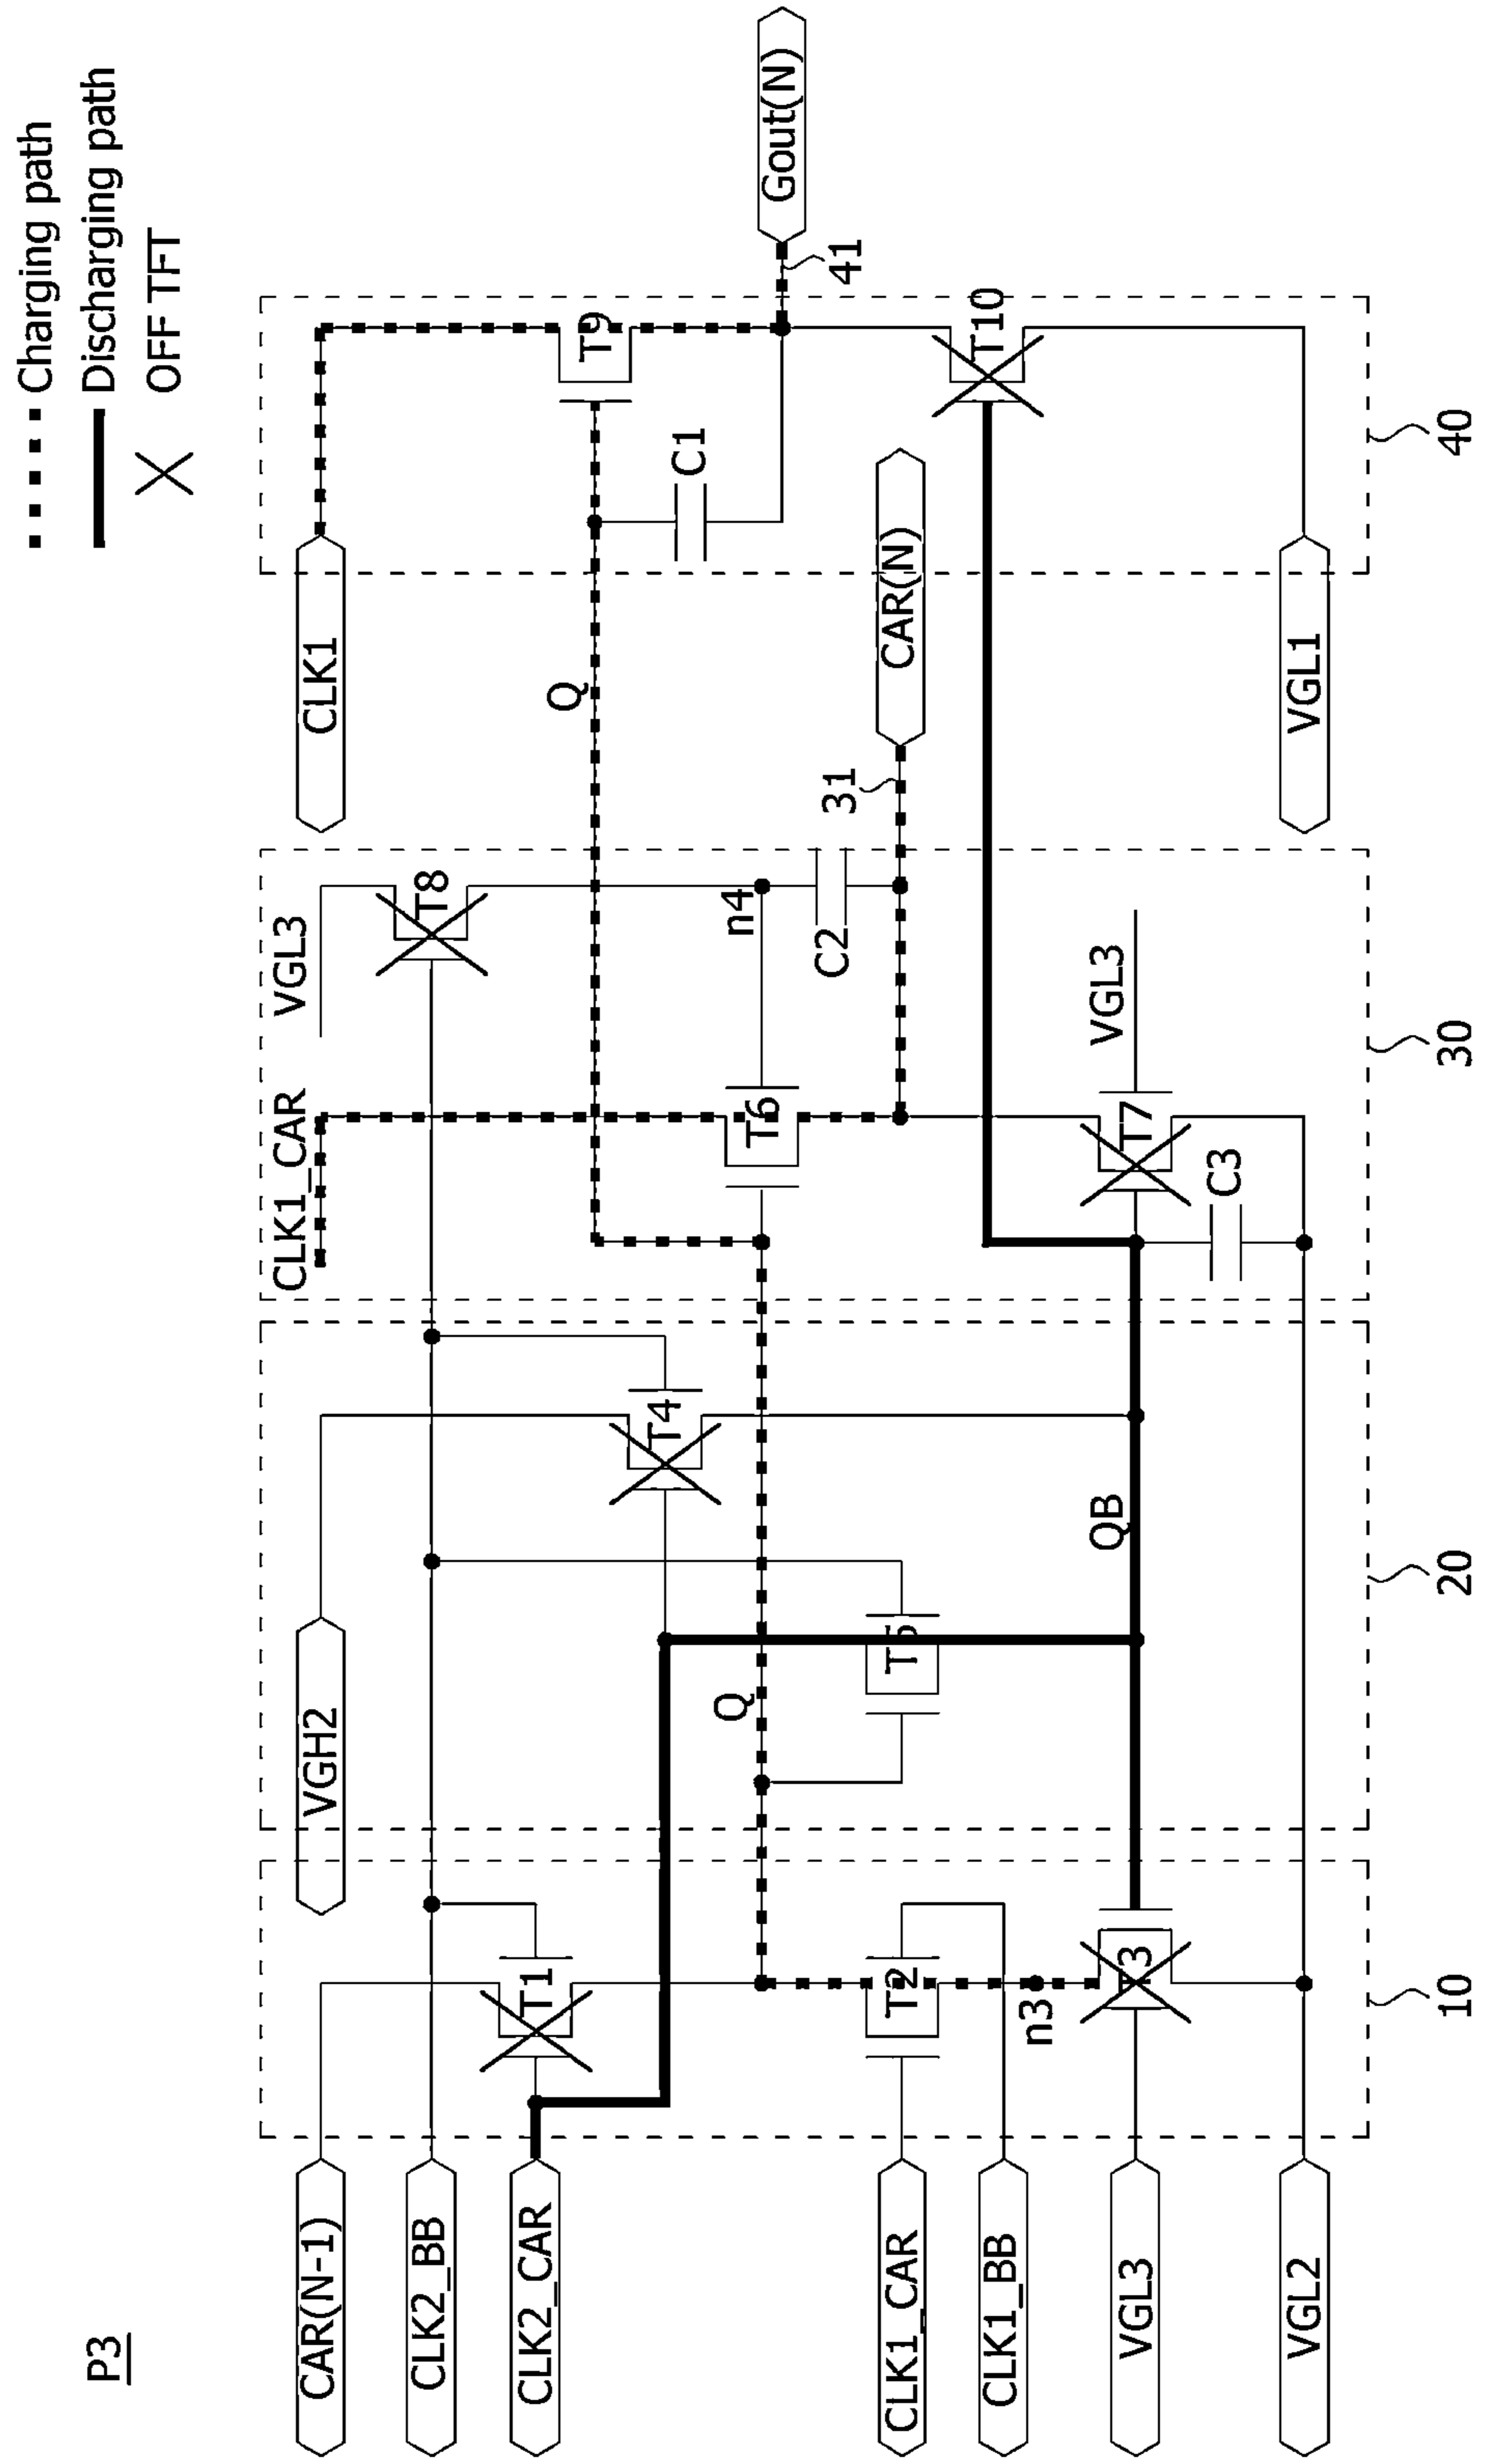 P3
Charging path
Discharging path
OFF TFT
CAR(N-1)
CLK2_BB
CLK2_CAR
CLK1_CAR
CLK1_BB
VGL3
VGL2
VGH2
CLK1_CAR
VGL3
CLK1
T1
T2
n3
T3
T4
Q
T5
QB
T6
T8
n4
C2
31
CAR(N)
VGL3
T7
C3
Q
T9
C1
T10
41
Gout(N)
VGL1
10
20
30
40